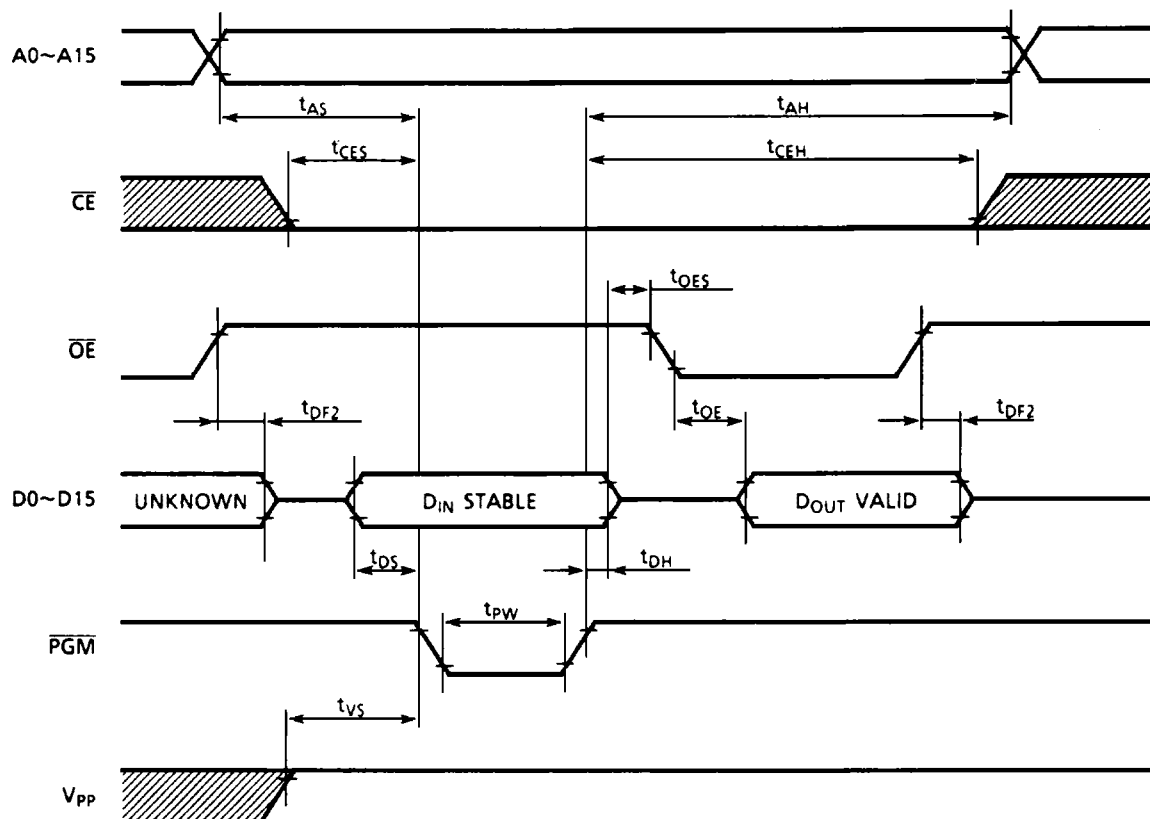 A0~A15
tAS
tAH
tCES
tCEH
CE
tOES
OE
tDF2
tOE
tDF2
D0~D15
UNKNOWN
DIN STABLE
DOUT VALID
tDS
tDH
tPW
PGM
tVS
VPP